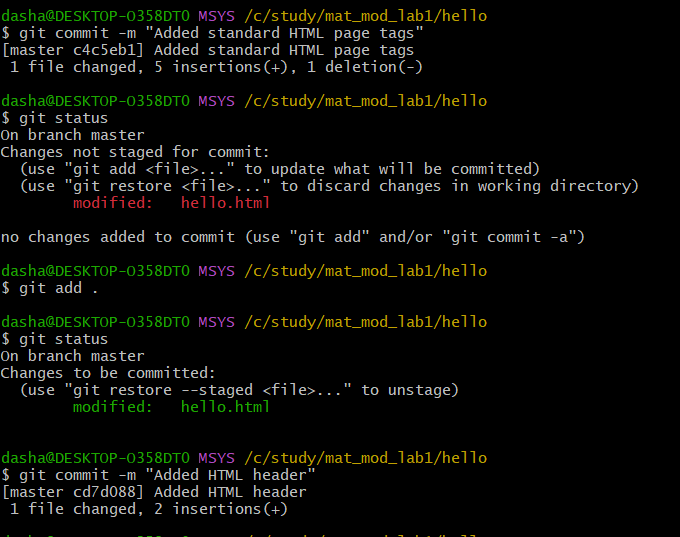 dasha@DESKTOP-O358DT0 MSYS /c/study/mat_mod_lab1/hello
$ git commit -m "Added standard HTML page tags"
[master c4c5eb1] Added standard HTML page tags
 1 file changed, 5 insertions(+), 1 deletion(-)
dasha@DESKTOP-O358DT0 MSYS /c/study/mat_mod_lab1/hello
$ git status
On branch master
Changes not staged for commit:
  (use "git add <file>..." to update what will be committed)
  (use "git restore <file>..." to discard changes in working directory)
        modified:   hello.html
no changes added to commit (use "git add" and/or "git commit -a")
dasha@DESKTOP-O358DT0 MSYS /c/study/mat_mod_lab1/hello
$ git add .
dasha@DESKTOP-O358DT0 MSYS /c/study/mat_mod_lab1/hello
$ git status
On branch master
Changes to be committed:
  (use "git restore --staged <file>..." to unstage)
        modified:   hello.html
dasha@DESKTOP-O358DT0 MSYS /c/study/mat_mod_lab1/hello
$ git commit -m "Added HTML header"
[master cd7d088] Added HTML header
 1 file changed, 2 insertions(+)